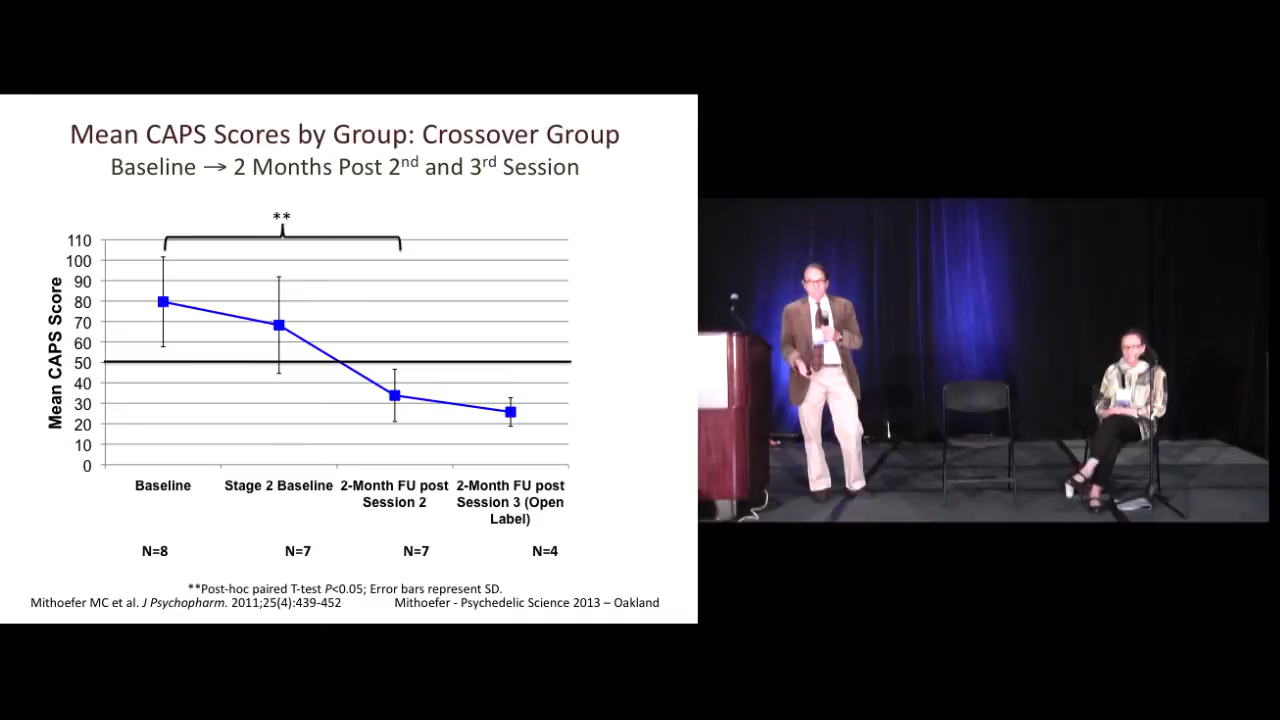 Mean CAPS Scores by Group: Crossover Group
Baseline → 2 Months Post 2nd and 3rd Session
**
110
100
90
80
70
60
50
40
30
20
10
0
Mean CAPS Score
Baseline
Stage 2 Baseline
2-Month FU post
Session 2
2-Month FU post
Session 3 (Open
Label)
N=8
N=7
N=7
N=4
**Post-hoc paired T-test P<0.05; Error bars represent SD.
Mithoefer MC et al. J Psychopharm. 2011;25(4):439-452
Mithoefer - Psychedelic Science 2013 – Oakland